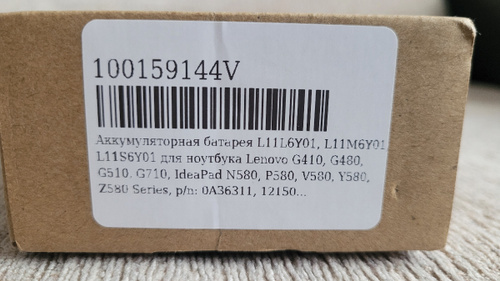 100159144V
Аккумуляторная батарея L11L6Y01, L11M6Y01
L11S6Y01 для ноутбука Lenovo G410, G480,
G510. G710, IdeaPad N580, P580, V580, Y580,
Z580 Series, p/n: 0A36311, 12150...